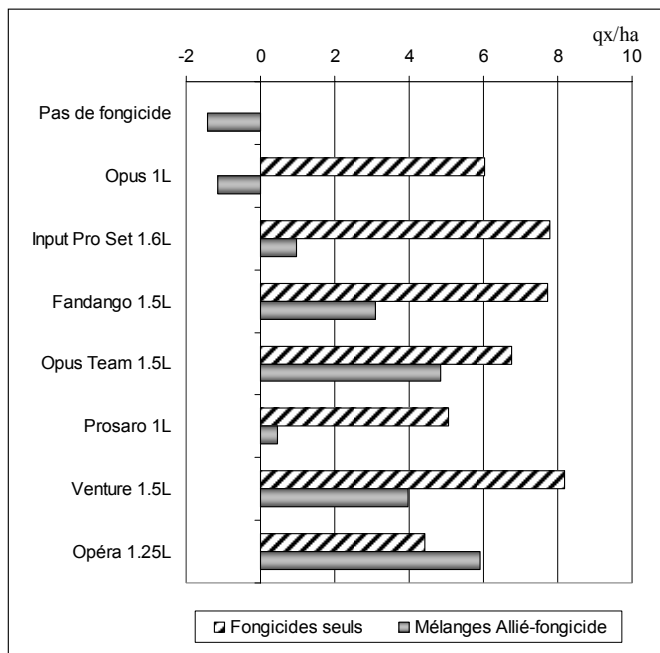 qx/ha
-2 0 2 4 6 8 10
Pas de fongicide
Opus 1L
Input Pro Set 1.6L
Fandango 1.5L
Opus Team 1.5L
Prosaro 1L
Venture 1.5L
Opéra 1.25L
Fongicides seuls Mélanges Allié-fongicide